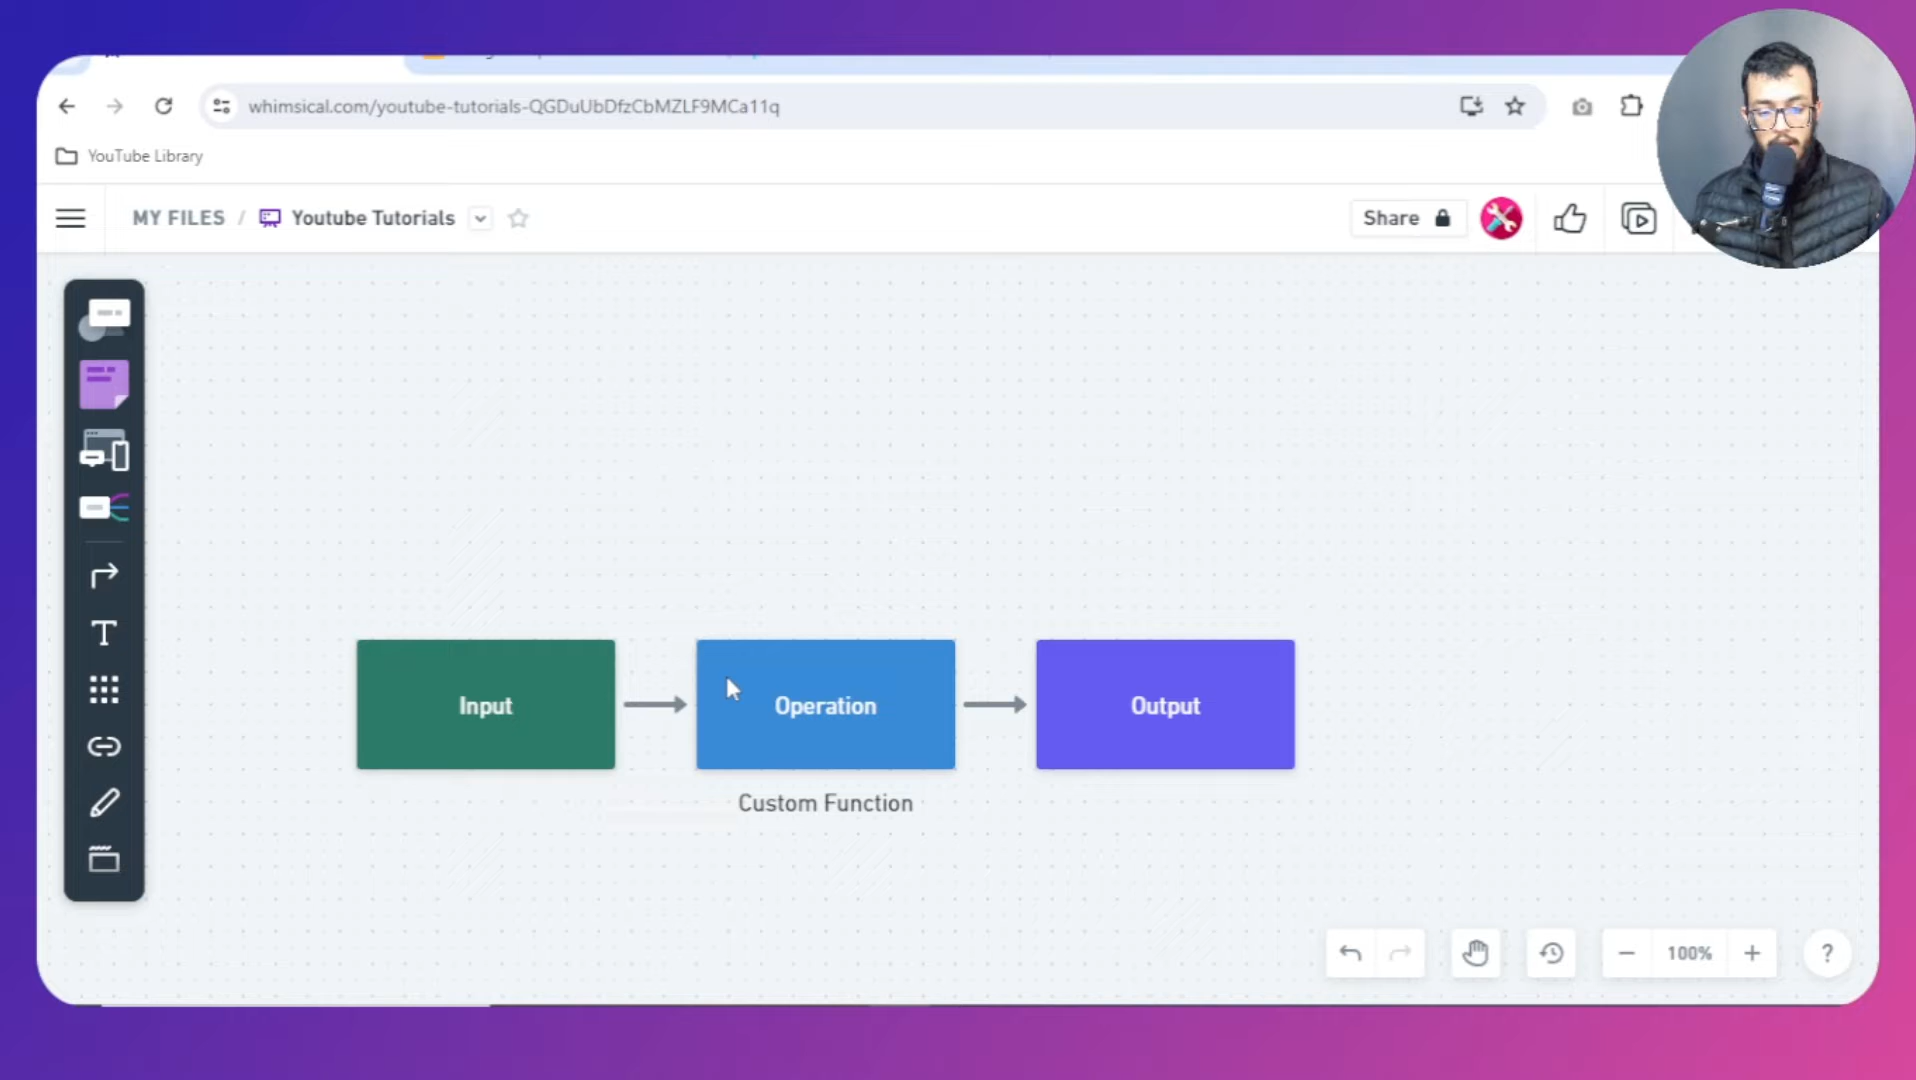 whimsical.com/youtube-tutorials-QGDuUbDfzCbMZLF9MCa11q
YouTube Library
MY FILES / Youtube Tutorials
Share
Input
Operation
Output
Custom Function
100%
?